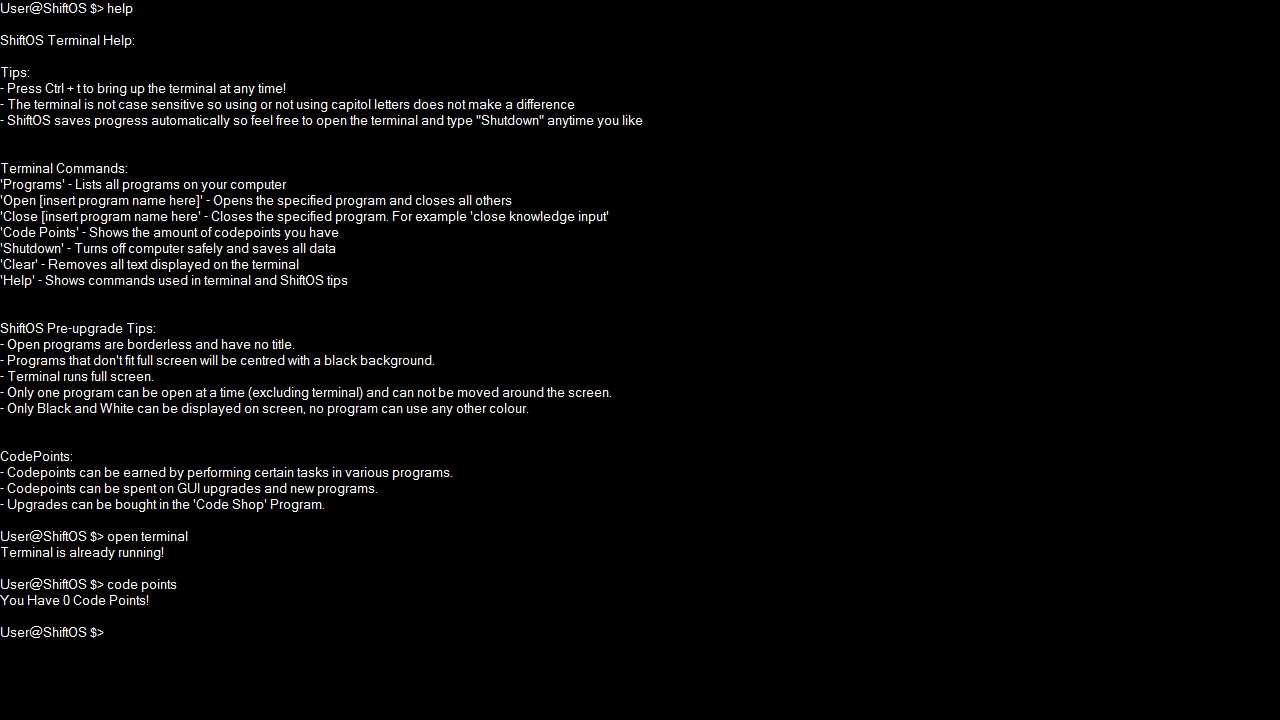 User@ShiftOS $> help
ShiftOS Terminal Help:
Tips:
- Press Ctrl + t to bring up the terminal at any time!
- The terminal is not case sensitive so using or not using capitol letters does not make a difference
- ShiftOS saves progress automatically so feel free to open the terminal and type "Shutdown" anytime you like
Terminal Commands:
'Programs' - Lists all programs on your computer
'Open [insert program name here]' - Opens the specified program and closes all others
'Close [insert program name here' - Closes the specified program. For example 'close knowledge input'
'Code Points' - Shows the amount of codepoints you have
'Shutdown' - Turns off computer safely and saves all data
'Clear' - Removes all text displayed on the terminal
'Help' - Shows commands used in terminal and ShiftOS tips
ShiftOS Pre-upgrade Tips:
- Open programs are borderless and have no title.
- Programs that don't fit full screen will be centred with a black background.
- Terminal runs full screen.
- Only one program can be open at a time (excluding terminal) and can not be moved around the screen.
- Only Black and White can be displayed on screen, no program can use any other colour.
CodePoints:
- Codepoints can be earned by performing certain tasks in various programs.
- Codepoints can be spent on GUI upgrades and new programs.
- Upgrades can be bought in the 'Code Shop' Program.
User@ShiftOS $> open terminal
Terminal is already running!
User@ShiftOS $> code points
You Have 0 Code Points!
User@ShiftOS $>